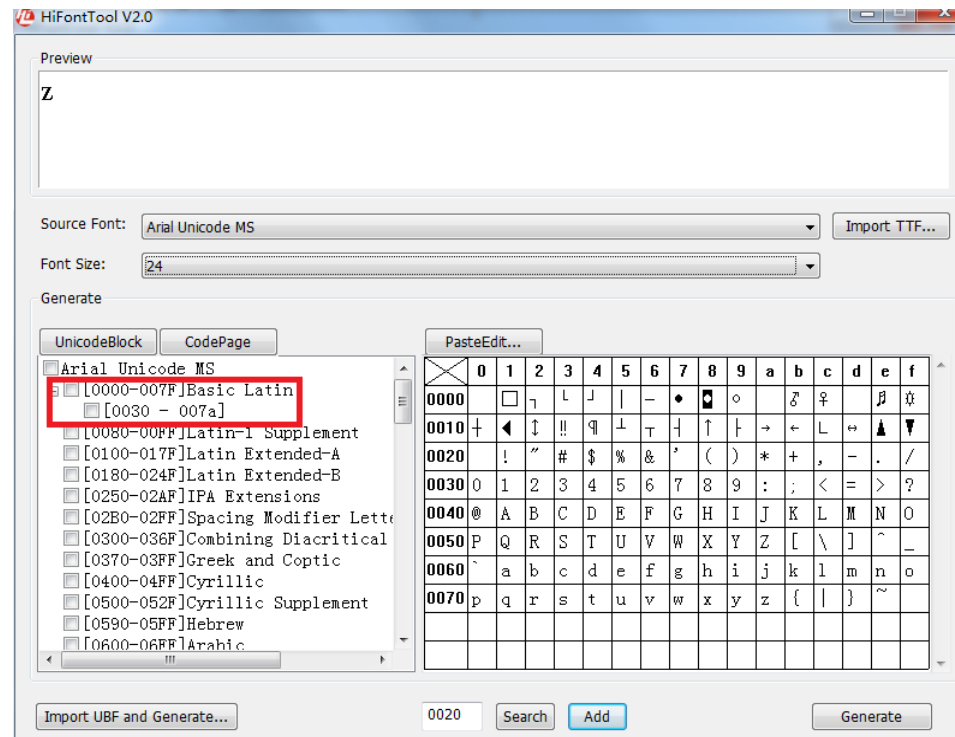 HiFontTool V2.0
Preview
Z
Source Font: Arial Unicode MS Import TTF...
Font Size: 24
Generate
UnicodeBlock CodePage PasteEdit...
Arial Unicode MS
[0000-007F]Basic Latin
[0030 - 007a]
[0080-00FF]Latin-1 Supplement
[0100-017F]Latin Extended-A
[0180-024F]Latin Extended-B
[0250-02AF]IPA Extensions
[02B0-02FF]Spacing Modifier Lette
[0300-036F]Combining Diacritical
[0370-03FF]Greek and Coptic
[0400-04FF]Cyrillic
[0500-052F]Cyrillic Supplement
[0590-05FF]Hebrew
[0600-06FF]Arabic
0 1 2 3 4 5 6 7 8 9 a b c d e f
0000 □ ┐ └ ┘ │ − • ◘ ○ ♂ ♀ ♫ ☼
0010 ┼ ◄ ↕ ‼ ¶ ┴ ┬ ┤ ↑ ├ → ← ∟ ↔ ▲ ▼
0020 ! " # $ % & ' ( ) * + , - . /
0030 0 1 2 3 4 5 6 7 8 9 : ; < = > ?
0040 @ A B C D E F G H I J K L M N O
0050 P Q R S T U V W X Y Z [ \ ] ^ _
0060 ` a b c d e f g h i j k l m n o
0070 p q r s t u v w x y z { | } ~
Import UBF and Generate... 0020 Search Add Generate